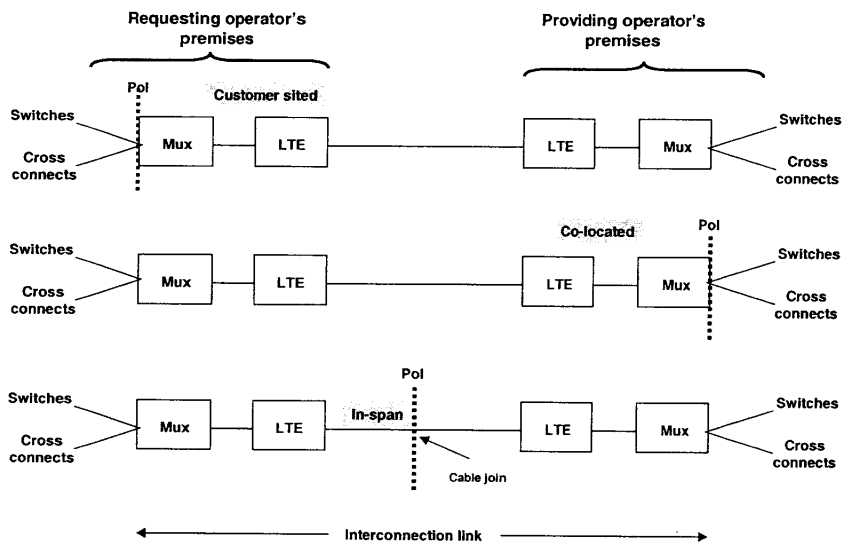 Requesting operator's
premises
Providing operator's
premises
PoI
Customer sited
Switches
Cross
connects
Mux
LTE
LTE
Mux
Switches
Cross
connects
Co-located
PoI
Switches
Cross
connects
Mux
LTE
LTE
Mux
Switches
Cross
connects
PoI
In-span
Switches
Cross
connects
Mux
LTE
LTE
Mux
Switches
Cross
connects
Cable join
Interconnection link